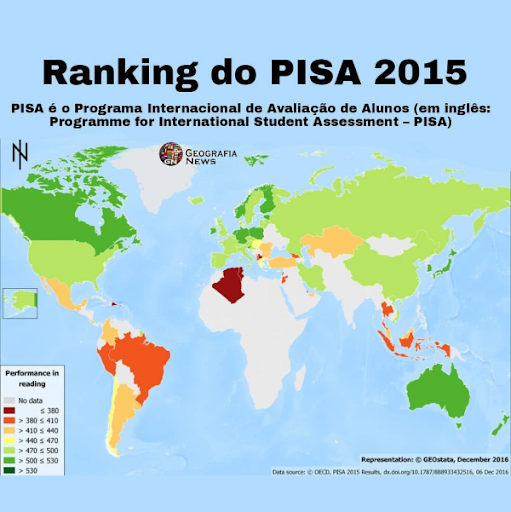 Ranking do PISA 2015
PISA é o Programa Internacional de Avaliação de Alunos (em inglês:
Programme for International Student Assessment – PISA)
N
GN
GEOGRAFIA
NEWS
Performance in
reading
No data
≤ 380
> 380 ≤ 410
> 410 ≤ 440
> 440 ≤ 470
> 470 ≤ 500
> 500 ≤ 530
> 530
Representation: © GEOstata, December 2016
Data source: © OECD, PISA 2015 Results, dx.doi.org/10.1787/888933432516, 06 Dec 2016